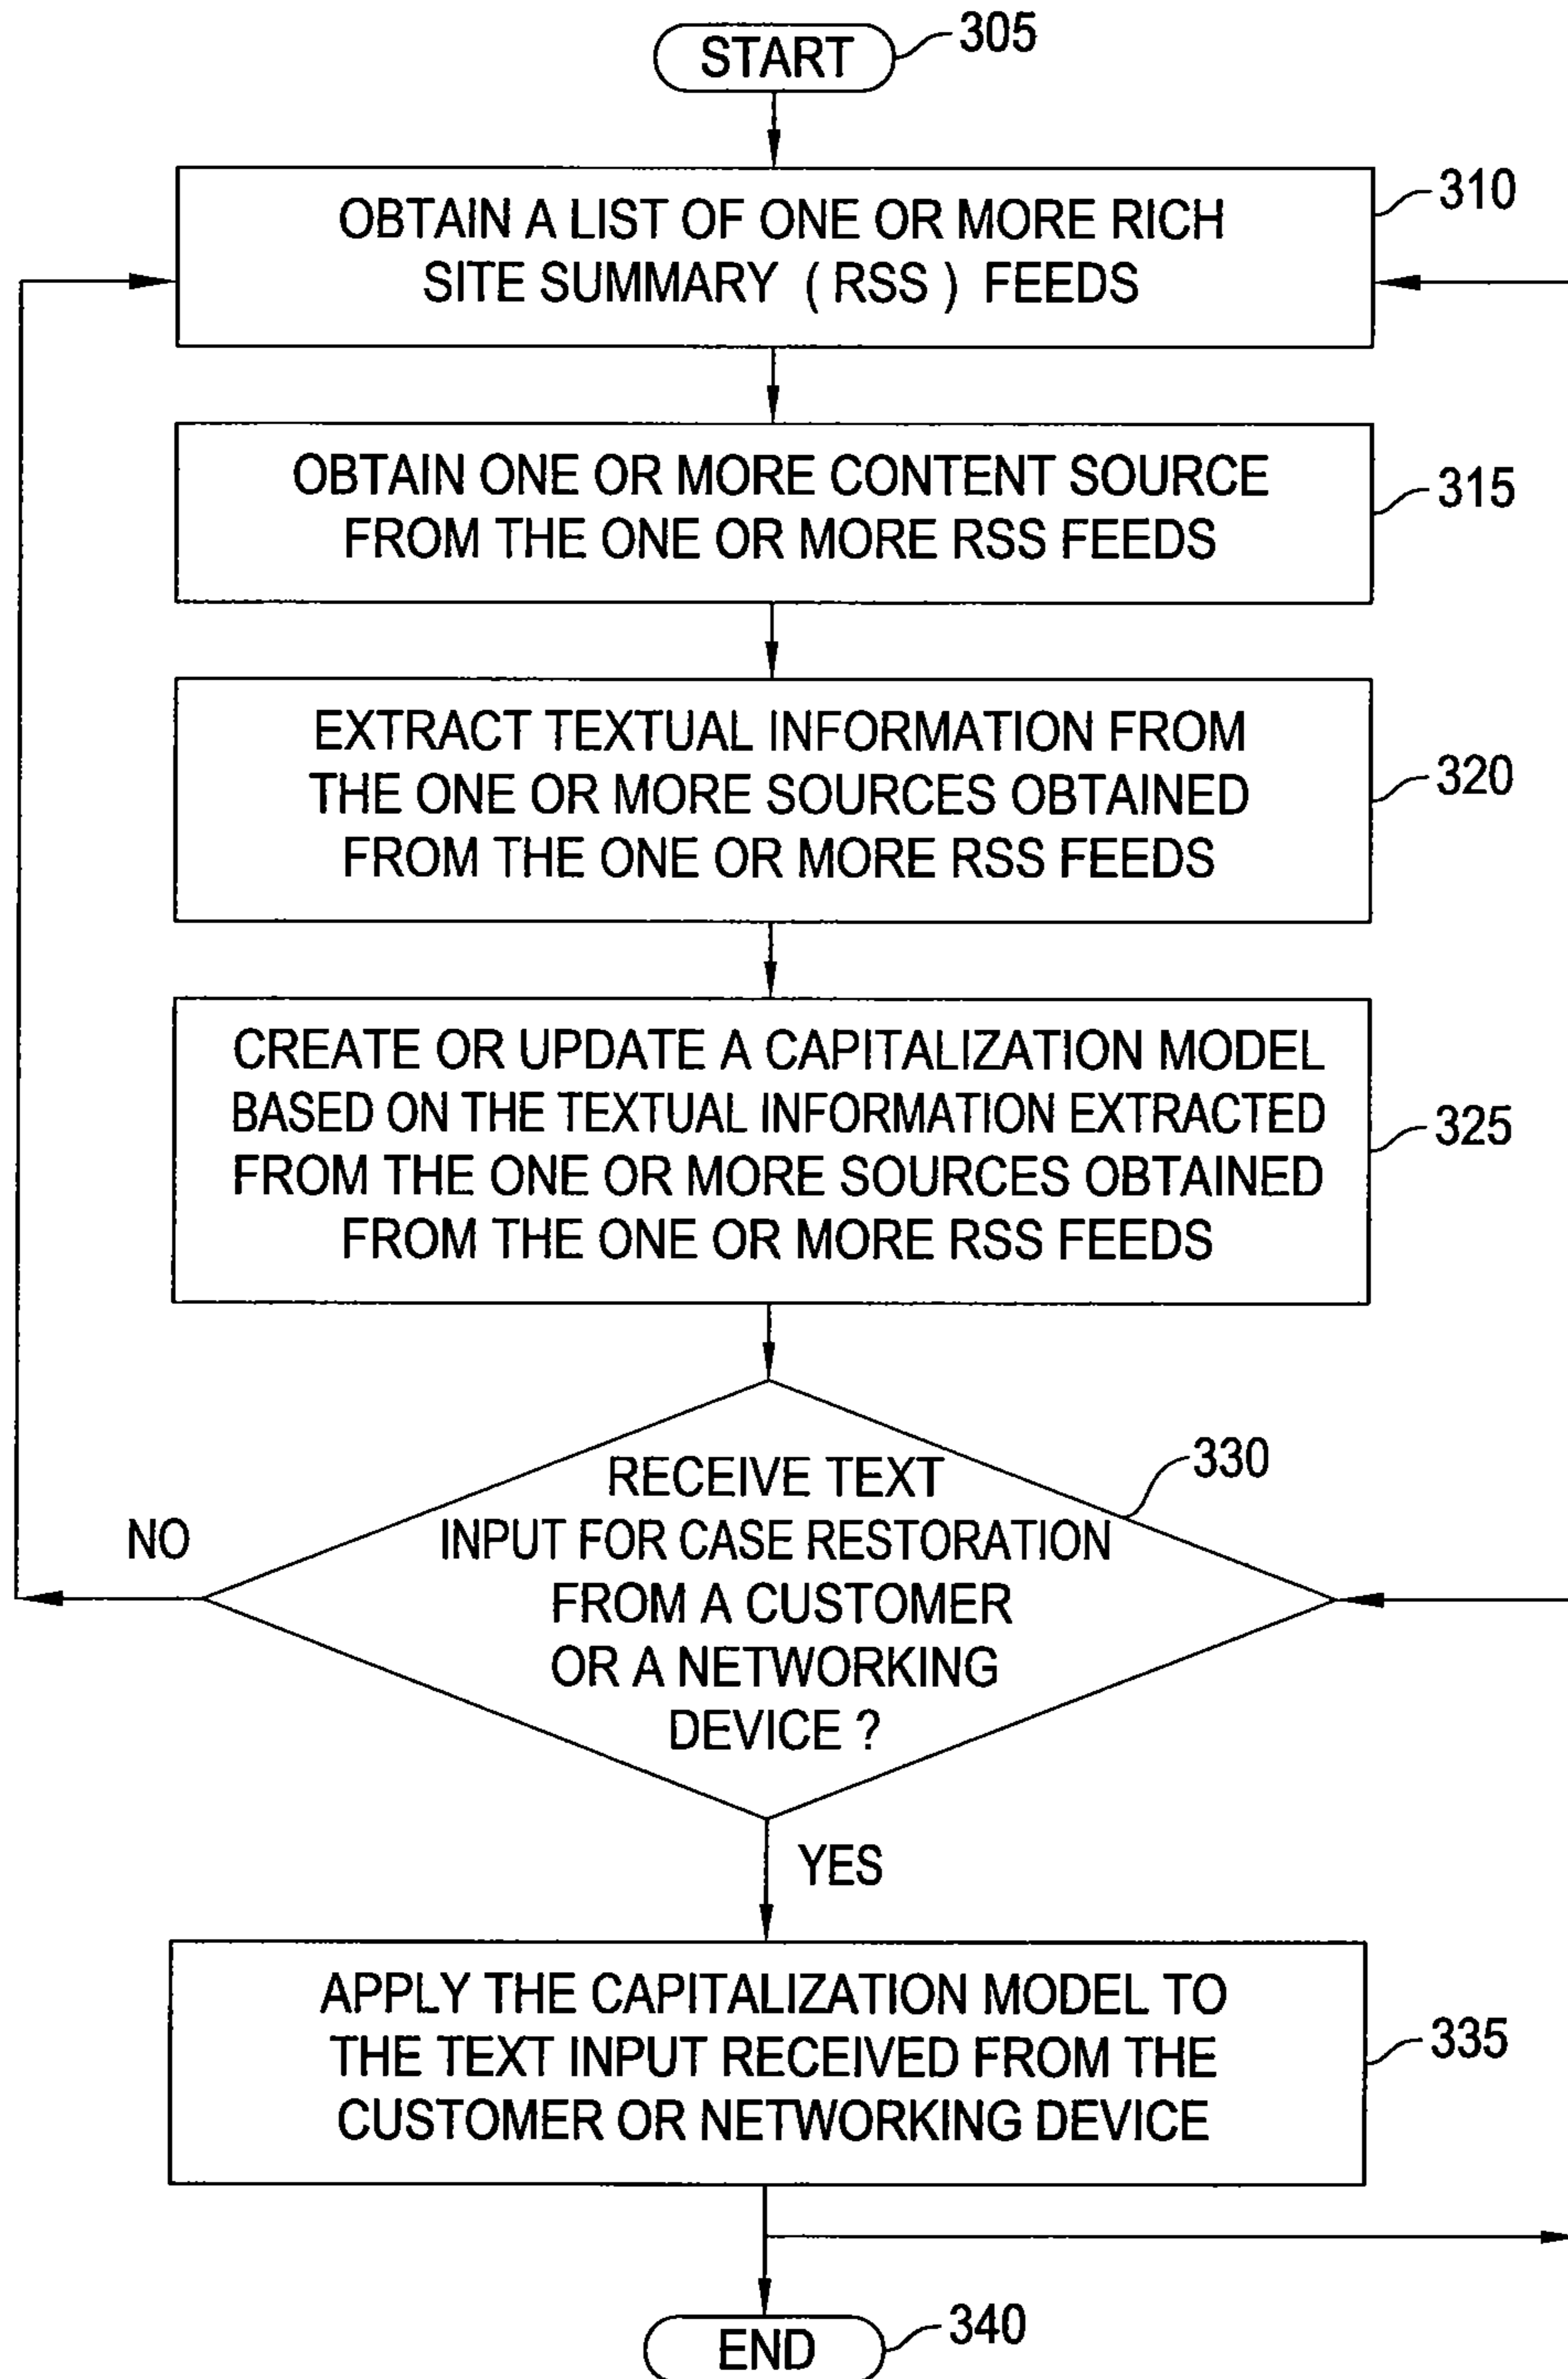 START
305
OBTAIN A LIST OF ONE OR MORE RICH
SITE SUMMARY ( RSS ) FEEDS
310
OBTAIN ONE OR MORE CONTENT SOURCE
FROM THE ONE OR MORE RSS FEEDS
315
EXTRACT TEXTUAL INFORMATION FROM
THE ONE OR MORE SOURCES OBTAINED
FROM THE ONE OR MORE RSS FEEDS
320
CREATE OR UPDATE A CAPITALIZATION MODEL
BASED ON THE TEXTUAL INFORMATION EXTRACTED
FROM THE ONE OR MORE SOURCES OBTAINED
FROM THE ONE OR MORE RSS FEEDS
325
RECEIVE TEXT
INPUT FOR CASE RESTORATION
FROM A CUSTOMER
OR A NETWORKING
DEVICE ?
330
NO
YES
APPLY THE CAPITALIZATION MODEL TO
THE TEXT INPUT RECEIVED FROM THE
CUSTOMER OR NETWORKING DEVICE
335
END
340